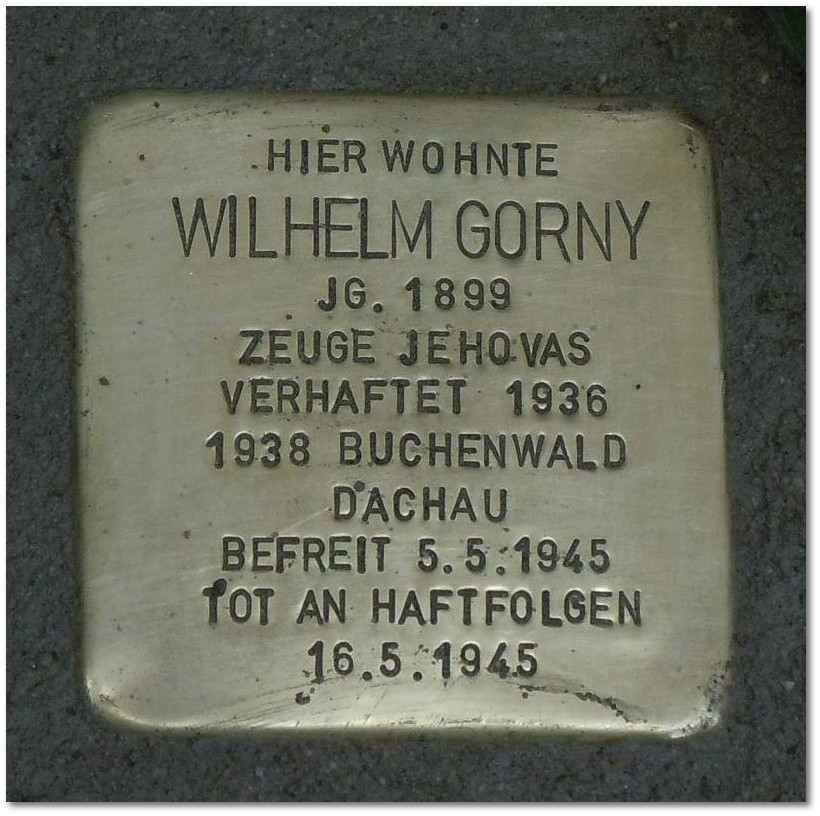 HIER WOHNTE
WILHELM GORNY
JG. 1899
ZEUGE JEHOVAS
VERHAFTET 1936
1938 BUCHENWALD
DACHAU
BEFREIT 5.5.1945
TOT AN HAFTFOLGEN
16.5.1945